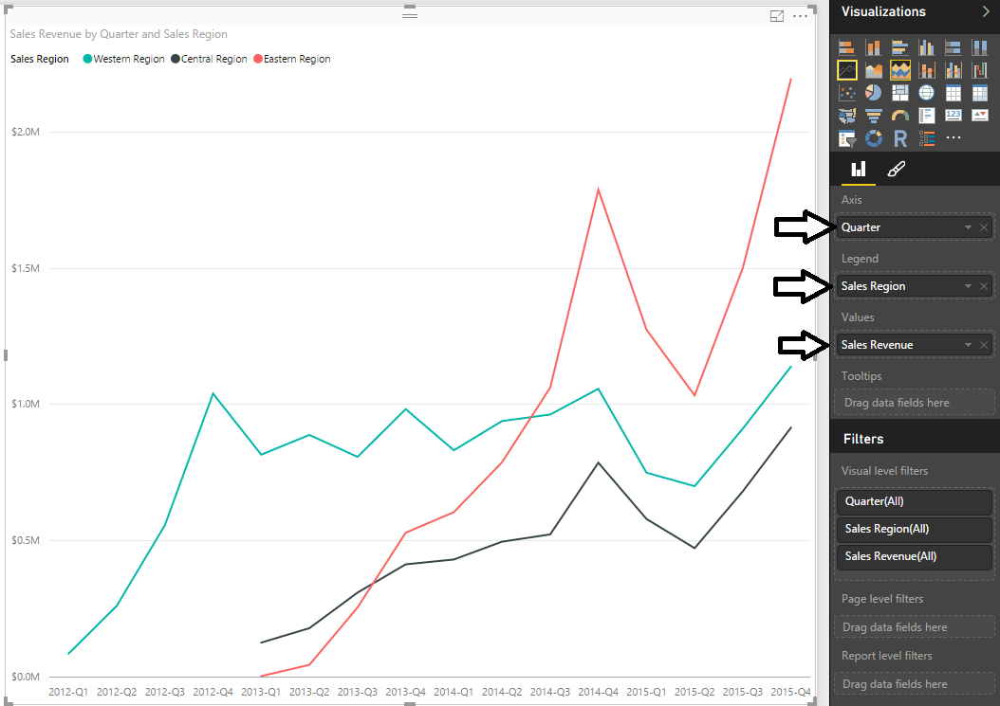 Sales Revenue by Quarter and Sales Region
Sales Region Western Region Central Region Eastern Region
$2.0M
$1.5M
$1.0M
$0.5M
$0.0M
2012-Q1 2012-Q2 2012-Q3 2012-Q4 2013-Q1 2013-Q2 2013-Q3 2013-Q4 2014-Q1 2014-Q2 2014-Q3 2014-Q4 2015-Q1 2015-Q2 2015-Q3 2015-Q4
Visualizations
123
R
Axis
Quarter
Legend
Sales Region
Values
Sales Revenue
Tooltips
Drag data fields here
Filters
Visual level filters
Quarter(All)
Sales Region(All)
Sales Revenue(All)
Page level filters
Drag data fields here
Report level filters
Drag data fields here